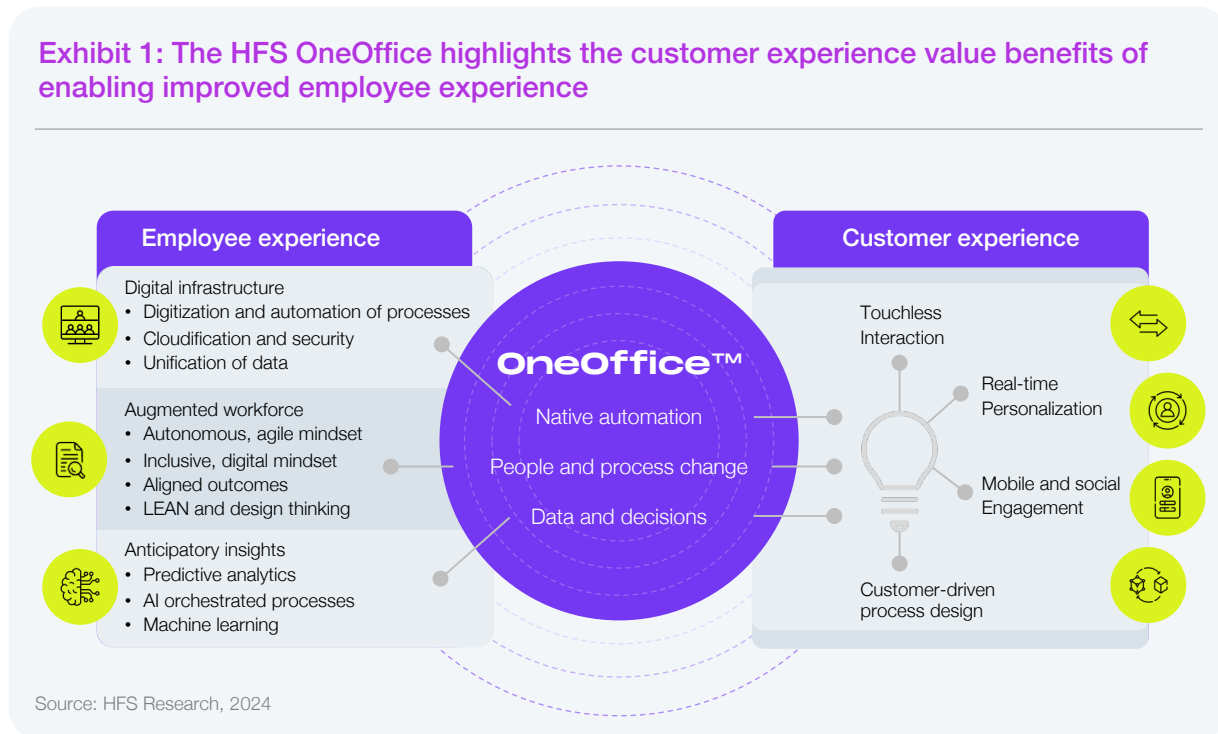 Exhibit 1: The HFS OneOffice highlights the customer experience value benefits of
enabling improved employee experience
Employee experience
Digital infrastructure
• Digitization and automation of processes
• Cloudification and security
• Unification of data
Augmented workforce
• Autonomous, agile mindset
• Inclusive, digital mindset
• Aligned outcomes
• LEAN and design thinking
Anticipatory insights
• Predictive analytics
• AI orchestrated processes
• Machine learning
OneOffice™
Native automation
People and process change
Data and decisions
Customer experience
Touchless
Interaction
Real-time
Personalization
Mobile and social
Engagement
Customer-driven
process design
Source: HFS Research, 2024